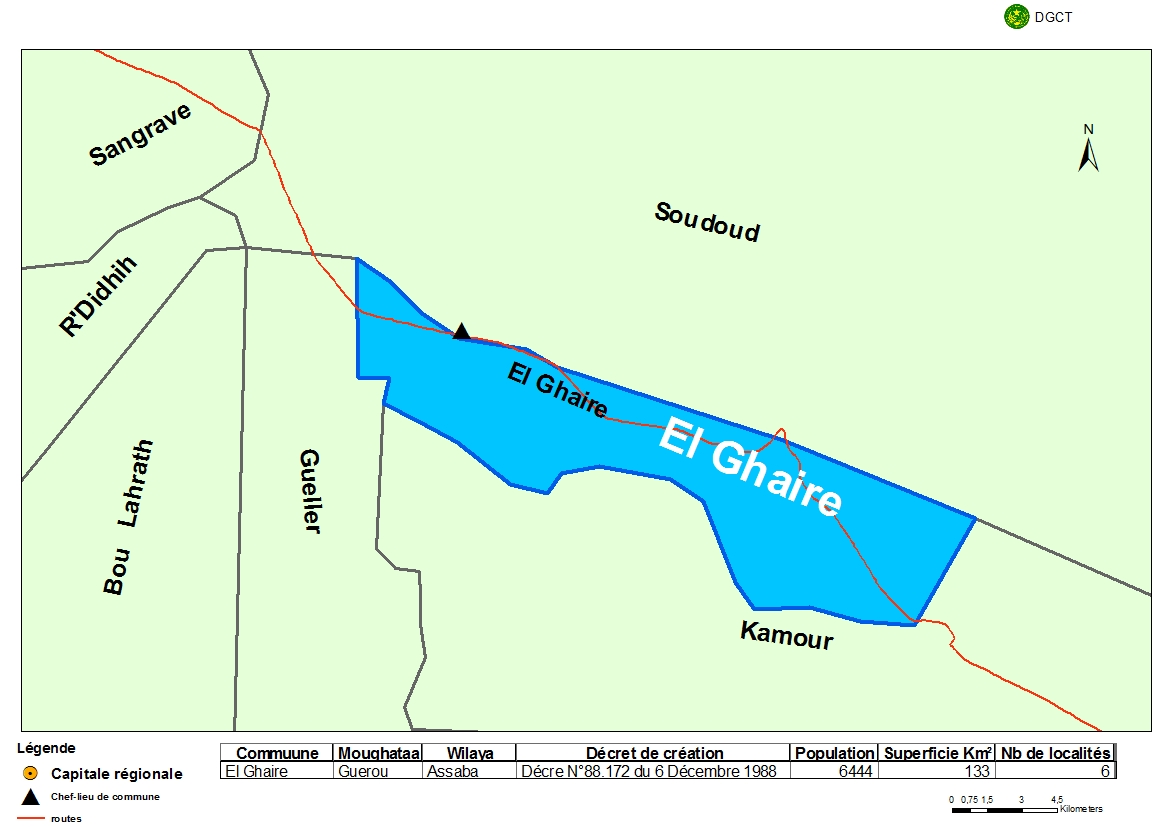 DGCT
Sangrave
N
Soudoud
R'Didhih
El Ghaire
El Ghaire
Bou Lahrath
Gueller
Kamour
Légende
Capitale régionale
Chef-lieu de commune
routes
Commuune Moughataa Wilaya Décret de création Population Superficie Km² Nb de localités
El Ghaire Guerou Assaba Décre N°88.172 du 6 Décembre 1988 6444 133 6
0 0,75 1,5 3 4,5
Kilometers